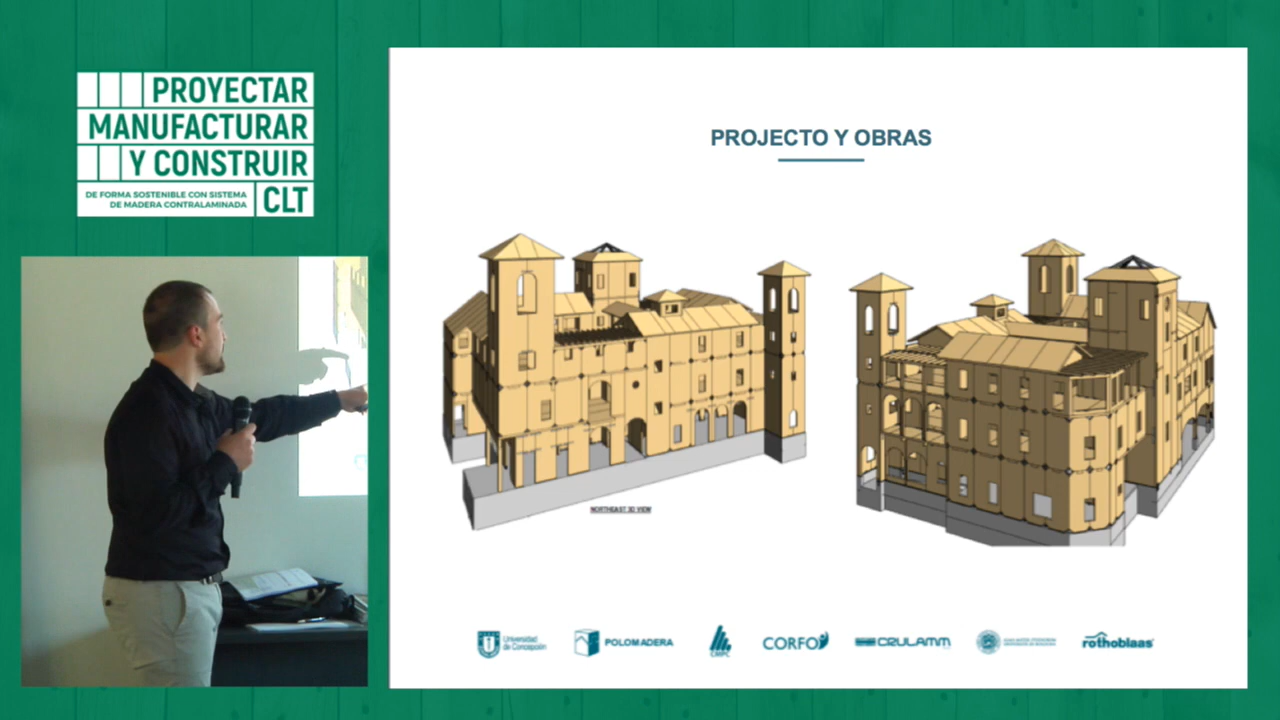 PROYECTAR
MANUFACTURAR
Y CONSTRUIR
DE FORMA SOSTENIBLE CON SISTEMA
DE MADERA CONTRALAMINADA
CLT
PROJECTO Y OBRAS
NORTHEAST 3D VIEW
Universidad
de Concepción
POLOMADERA
CMPC
CORFO
CRULAMM
rothoblaas